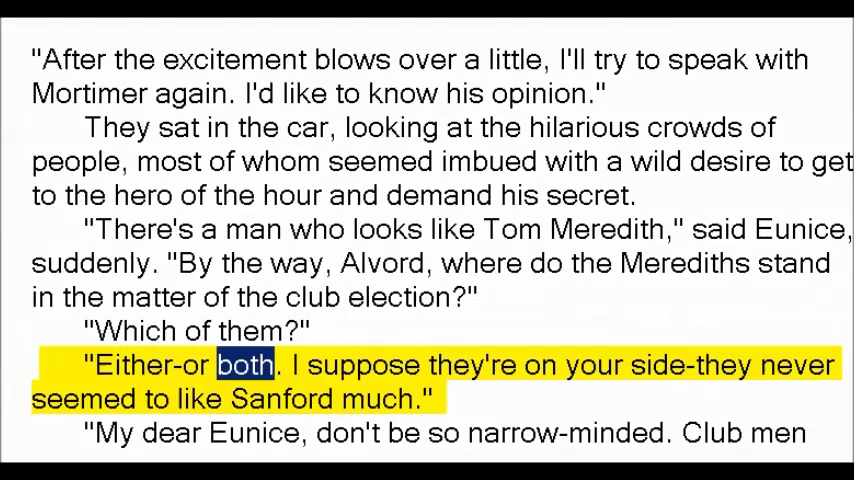 "After the excitement blows over a little, I'll try to speak with
Mortimer again. I'd like to know his opinion."
They sat in the car, looking at the hilarious crowds of
people, most of whom seemed imbued with a wild desire to get
to the hero of the hour and demand his secret.
"There's a man who looks like Tom Meredith," said Eunice,
suddenly. "By the way, Alvord, where do the Merediths stand
in the matter of the club election?"
"Which of them?"
"Either-or both. I suppose they're on your side-they never
seemed to like Sanford much."
"My dear Eunice, don't be so narrow-minded. Club men